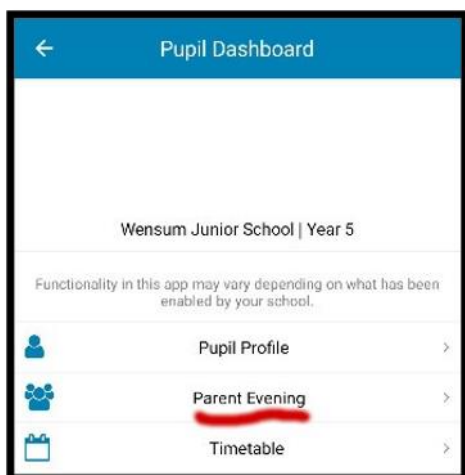 Pupil Dashboard
Wensum Junior School | Year 5
Functionality in this app may vary depending on what has been
enabled by your school.
Pupil Profile
Parent Evening
Timetable